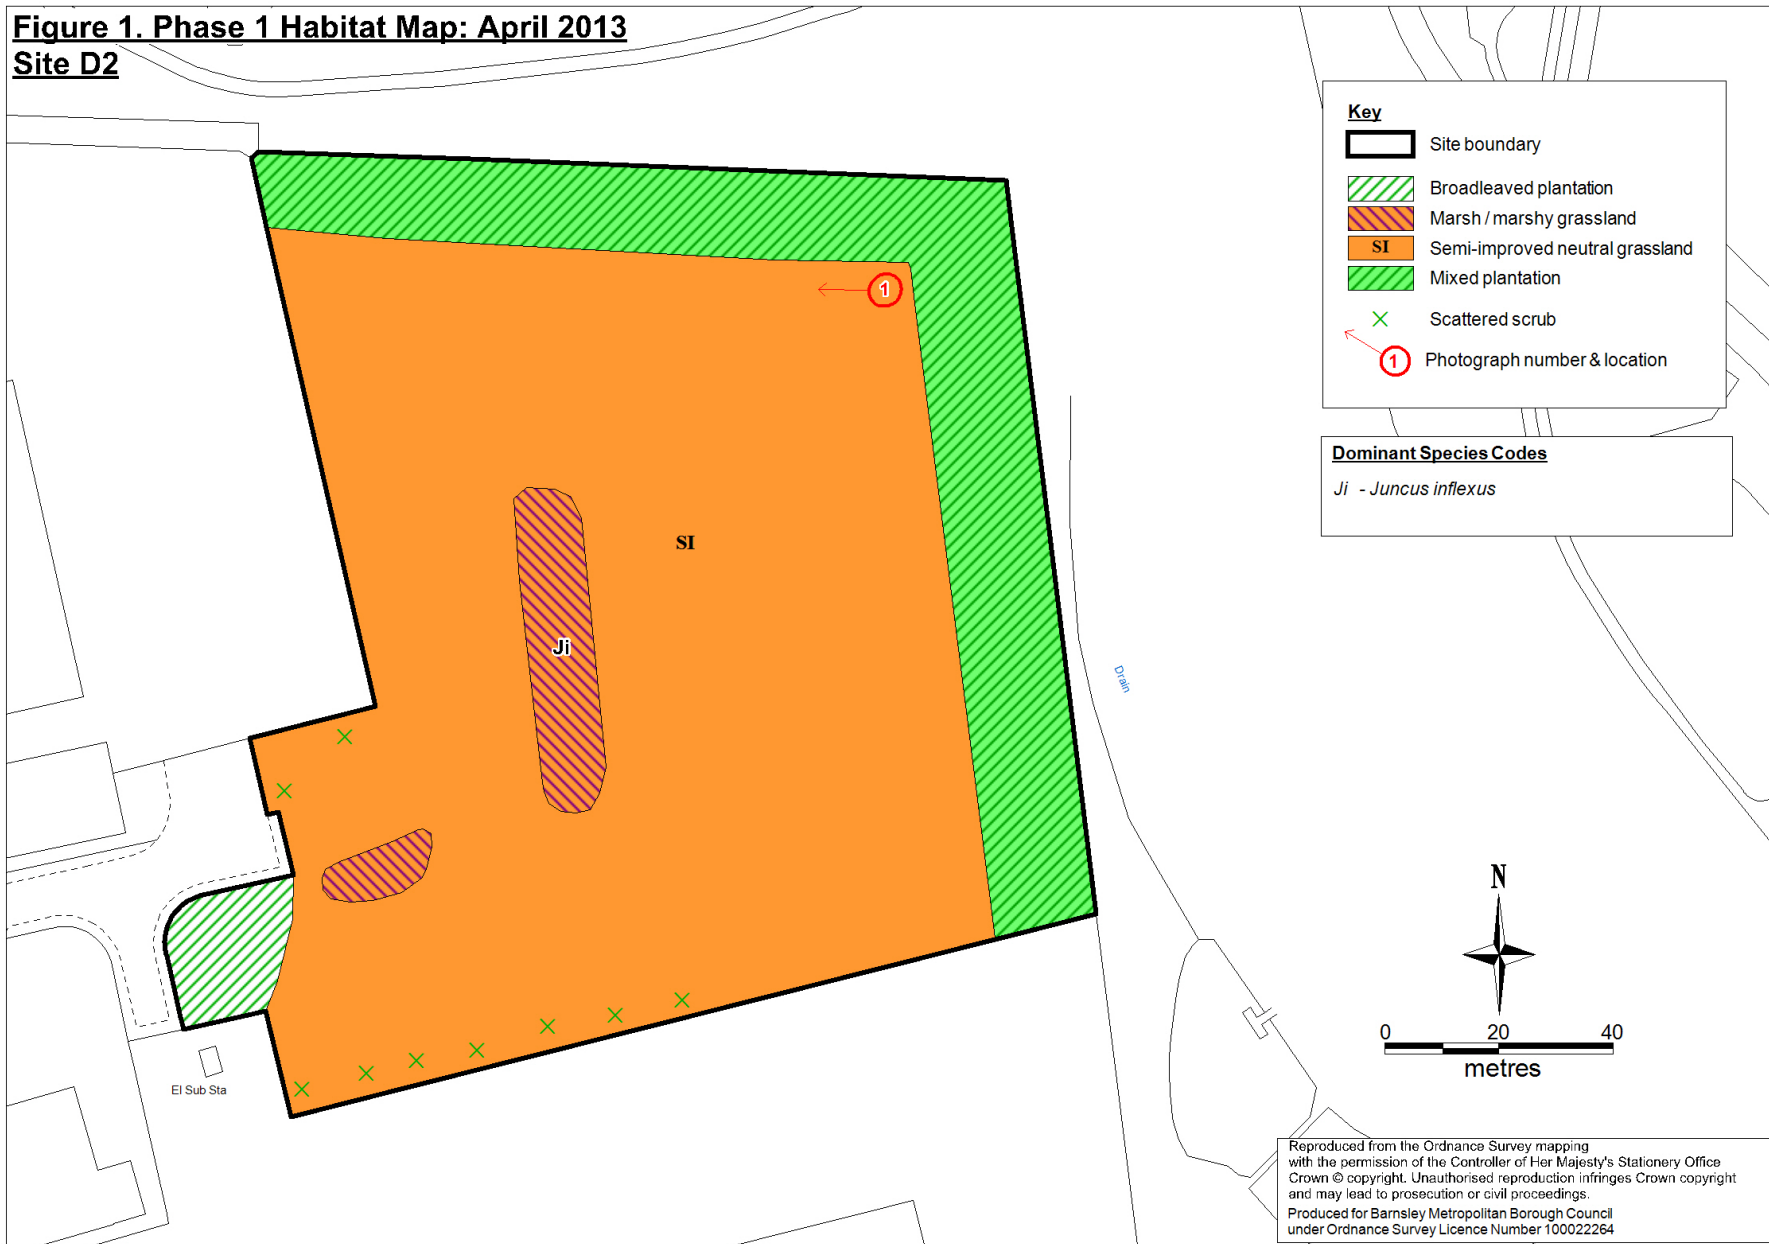 Figure 1. Phase 1 Habitat Map: April 2013
Site D2
Key
Site boundary
Broadleaved plantation
Marsh / marshy grassland
SI Semi-improved neutral grassland
Mixed plantation
Scattered scrub
1 Photograph number & location
Dominant Species Codes
Ji - Juncus inflexus
1
SI
Ji
Drain
El Sub Sta
N
0 20 40
metres
Reproduced from the Ordnance Survey mapping
with the permission of the Controller of Her Majesty's Stationery Office
Crown © copyright. Unauthorised reproduction infringes Crown copyright
and may lead to prosecution or civil proceedings.
Produced for Barnsley Metropolitan Borough Council
under Ordnance Survey Licence Number 100022264